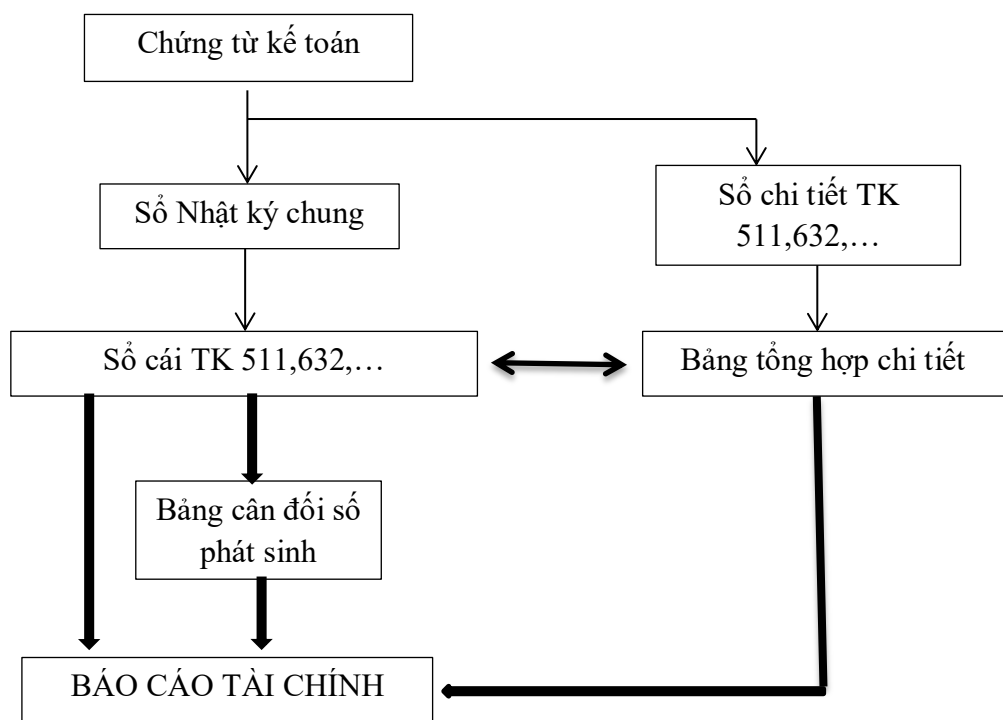 Chứng từ kế toán
Sổ Nhật ký chung
Sổ chi tiết TK
511,632,…
Sổ cái TK 511,632,…
Bảng tổng hợp chi tiết
Bảng cân đối số
phát sinh
BÁO CÁO TÀI CHÍNH